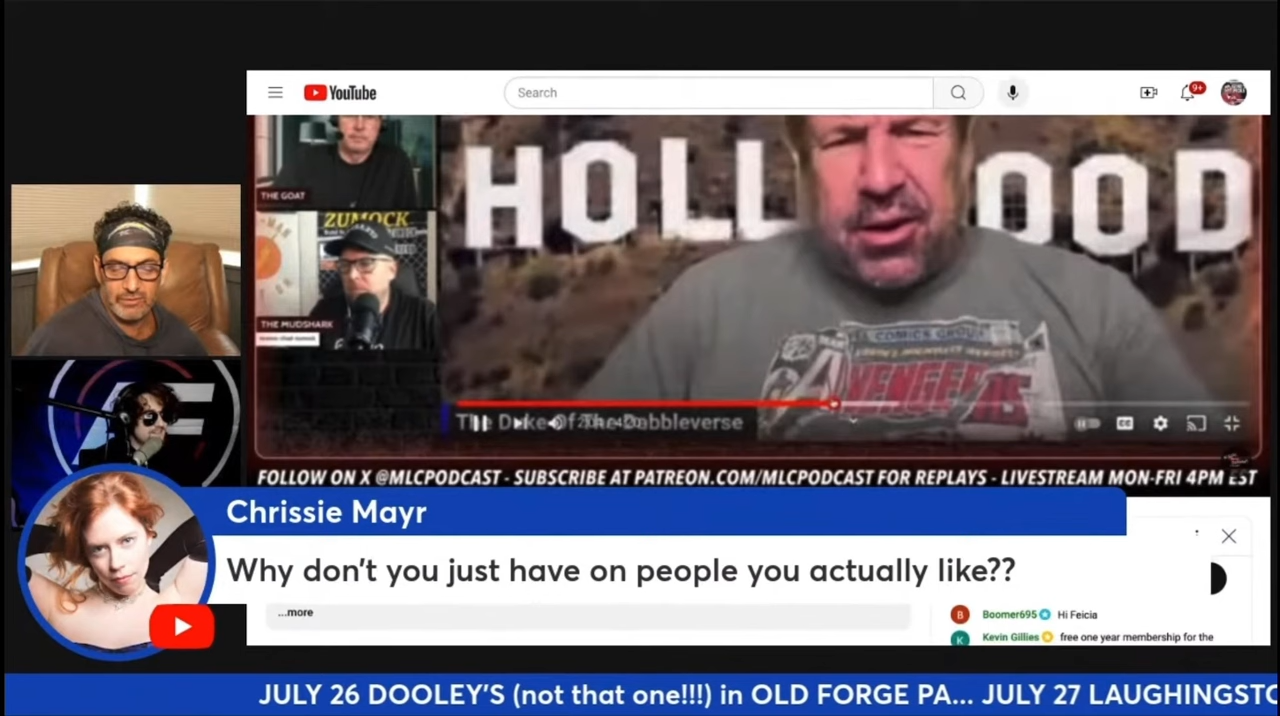 YouTube
Search
9+
THE GOAT
HOLL OOD
ZUMOCK
THE MUDSHARK
COMICS GROUP
AVENGERS
The Duke Of The Dabbleverse
FOLLOW ON X @MLCPODCAST - SUBSCRIBE AT PATREON.COM/MLCPODCAST FOR REPLAYS - LIVESTREAM MON-FRI 4PM EST
Chrissie Mayr
Why don't you just have on people you actually like??
...more
B Boomer695 Hi Feicia
K Kevin Gillies free one year membership for the
JULY 26 DOOLEY'S (not that one!!!) in OLD FORGE PA... JULY 27 LAUGHINGSTO